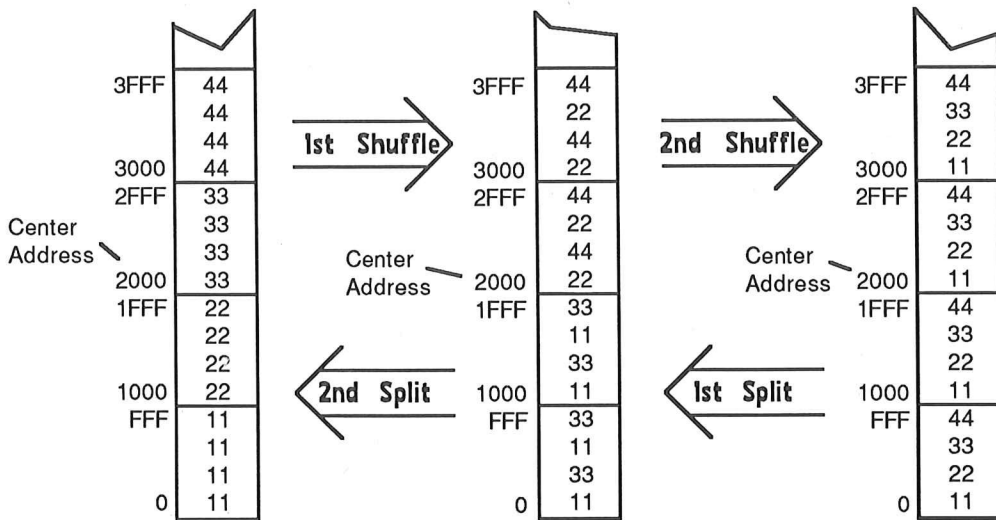 3FFF 44
44
44
3000 44
2FFF 33
33
33
Center
Address
2000 33
1FFF 22
22
22
1000 22
FFF 11
11
11
0 11
1st Shuffle
2nd Split
3FFF 44
22
44
3000 22
2FFF 44
22
44
Center
Address
2000 22
1FFF 33
11
33
1000 11
FFF 33
11
33
0 11
2nd Shuffle
1st Split
3FFF 44
33
22
3000 11
2FFF 44
33
22
Center
Address
2000 11
1FFF 44
33
22
1000 11
FFF 44
33
22
0 11